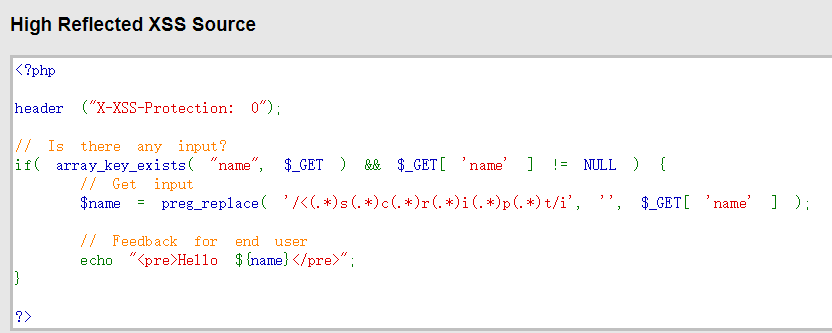 High Reflected XSS Source
<?php
header ("X-XSS-Protection: 0");
// Is there any input?
if( array_key_exists( "name", $_GET ) && $_GET[ 'name' ] != NULL ) {
// Get input
$name = preg_replace( '/<(.*)s(.*)c(.*)r(.*)i(.*)p(.*)t/i', '', $_GET[ 'name' ] );
// Feedback for end user
echo "<pre>Hello ${name}</pre>";
}
?>